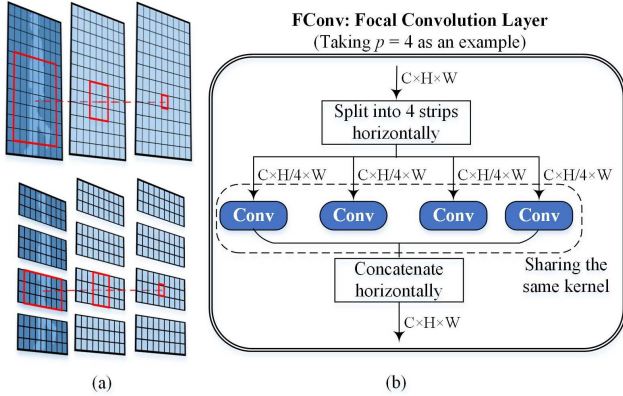 FConv: Focal Convolution Layer
(Taking p = 4 as an example)
C×H×W
Split into 4 strips
horizontally
C×H/4×W C×H/4×W C×H/4×W C×H/4×W
Conv Conv Conv Conv
Concatenate
horizontally
Sharing the
same kernel
C×H×W
(a) (b)